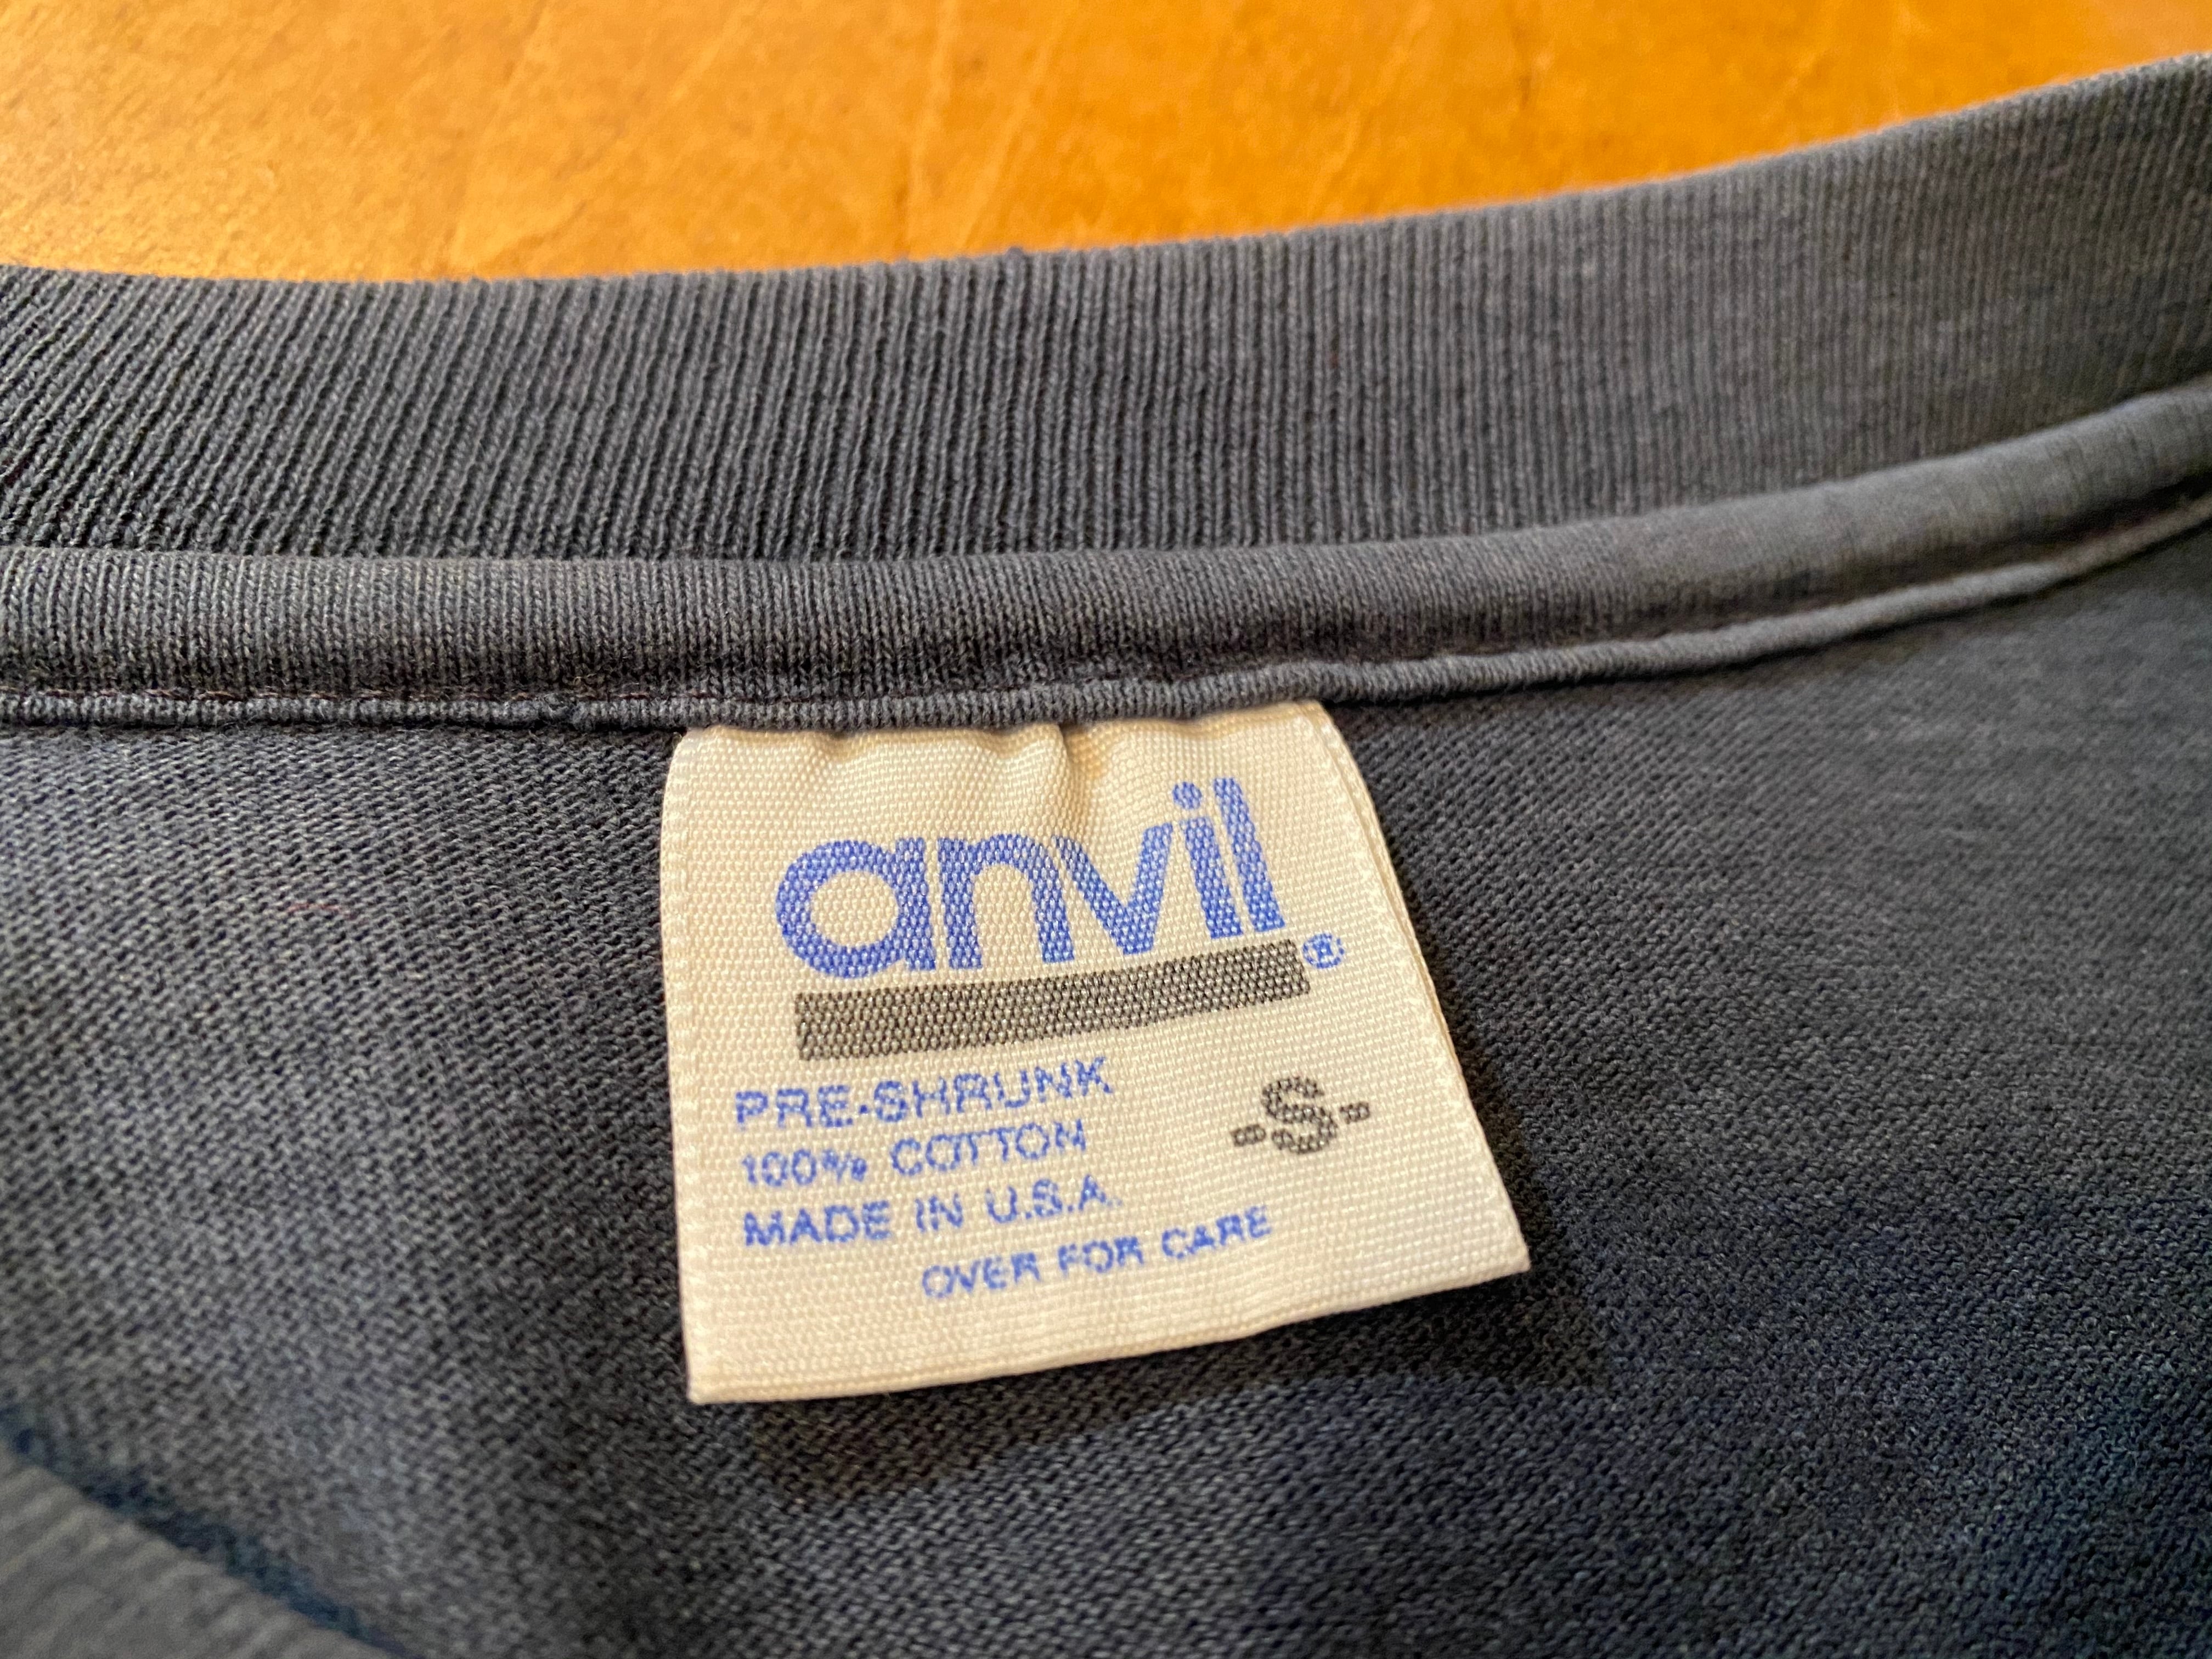 anvil®
PRE-SHRUNK
100% COTTON
-S-
MADE IN U.S.A.
OVER FOR CARE